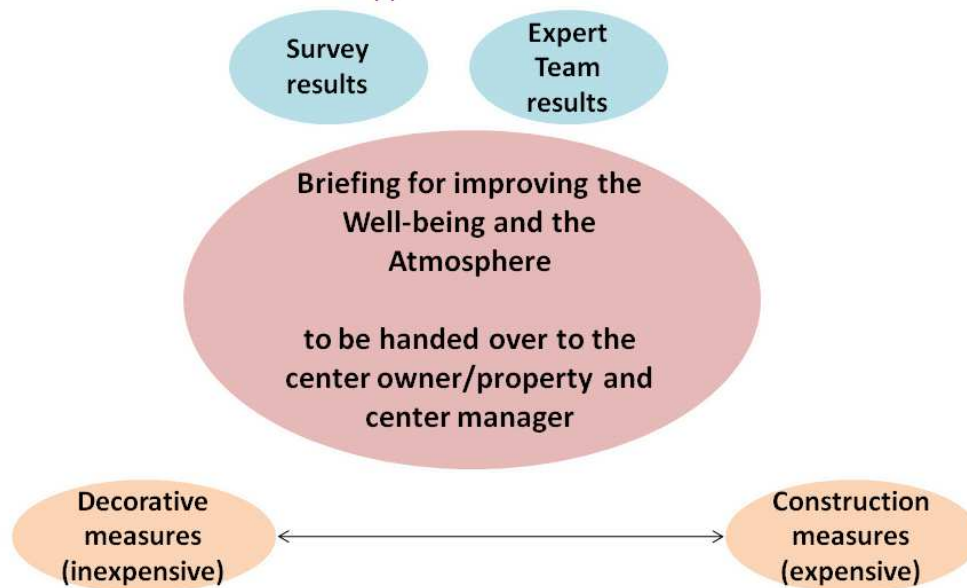 Survey
results
Expert
Team
results
Briefing for improving the
Well-being and the
Atmosphere
to be handed over to the
center owner/property and
center manager
Decorative
measures
(inexpensive)
Construction
measures
(expensive)